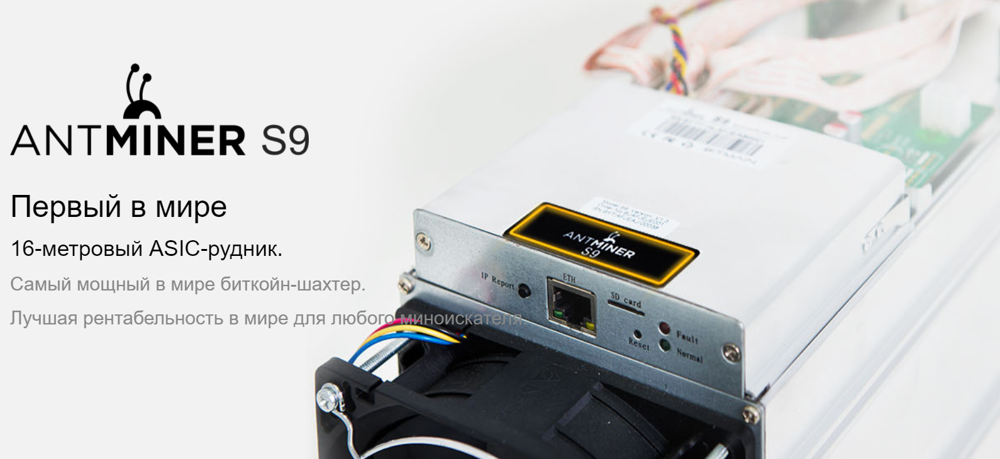 ANTMINER S9
Первый в мире
16-метровый ASIC-рудник.
Самый мощный в мире биткойн-шахтер.
Лучшая рентабельность в мире для любого миноискателя.
ANTMINER
S9
IP Report
ETH
SD card
Reset
Fault
Normal